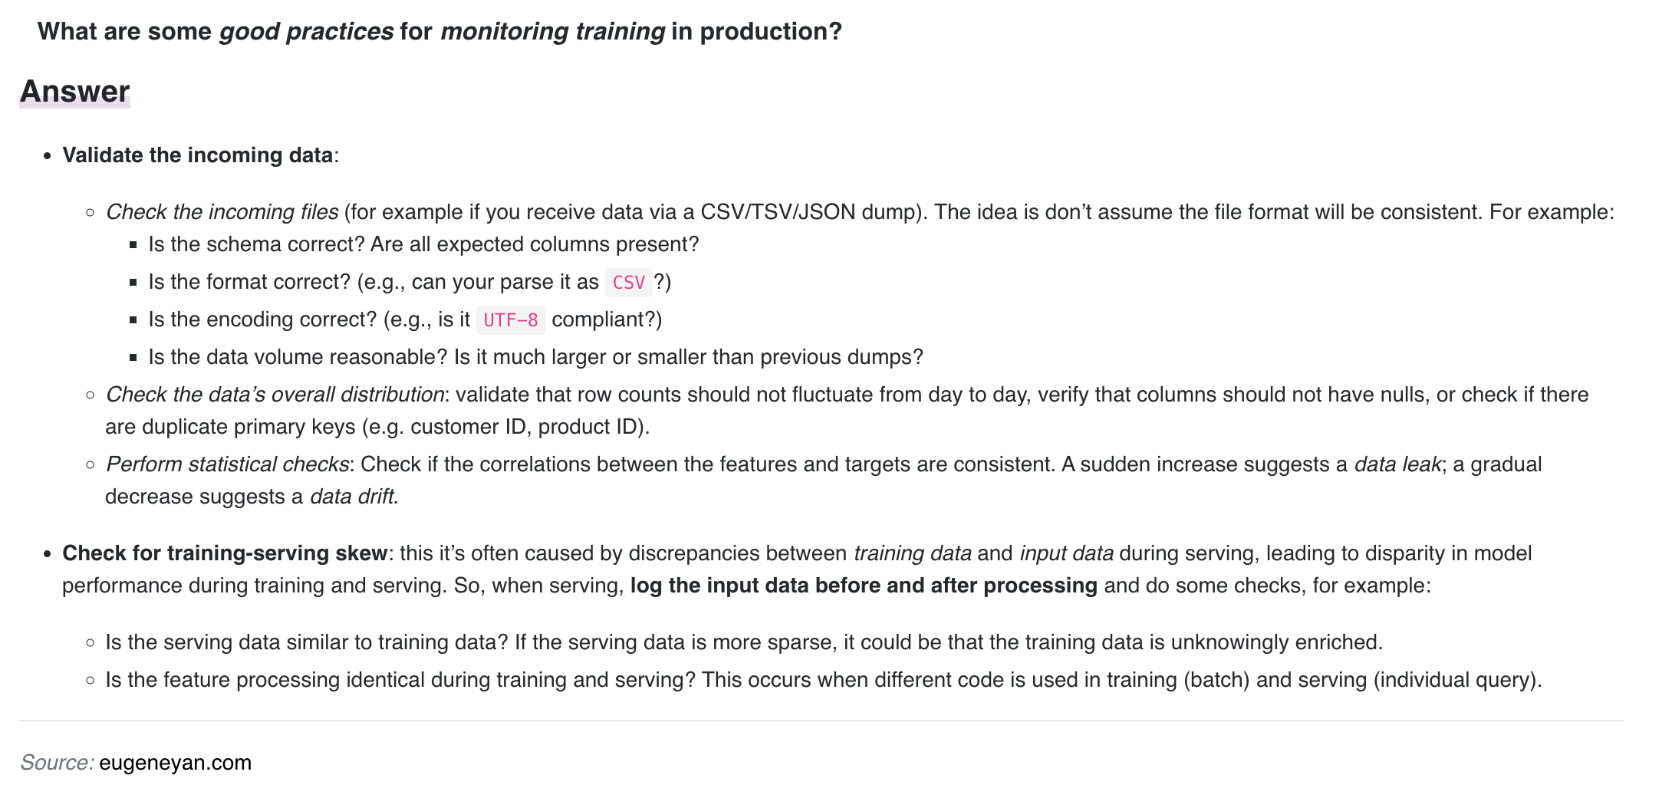 What are some good practices for monitoring training in production?
Answer
• Validate the incoming data:
◦ Check the incoming files (for example if you receive data via a CSV/TSV/JSON dump). The idea is don’t assume the file format will be consistent. For example:
▪ Is the schema correct? Are all expected columns present?
▪ Is the format correct? (e.g., can your parse it as CSV ?)
▪ Is the encoding correct? (e.g., is it UTF-8 compliant?)
▪ Is the data volume reasonable? Is it much larger or smaller than previous dumps?
◦ Check the data’s overall distribution: validate that row counts should not fluctuate from day to day, verify that columns should not have nulls, or check if there
are duplicate primary keys (e.g. customer ID, product ID).
◦ Perform statistical checks: Check if the correlations between the features and targets are consistent. A sudden increase suggests a data leak; a gradual
decrease suggests a data drift.
• Check for training-serving skew: this it’s often caused by discrepancies between training data and input data during serving, leading to disparity in model
performance during training and serving. So, when serving, log the input data before and after processing and do some checks, for example:
◦ Is the serving data similar to training data? If the serving data is more sparse, it could be that the training data is unknowingly enriched.
◦ Is the feature processing identical during training and serving? This occurs when different code is used in training (batch) and serving (individual query).
Source: eugeneyan.com